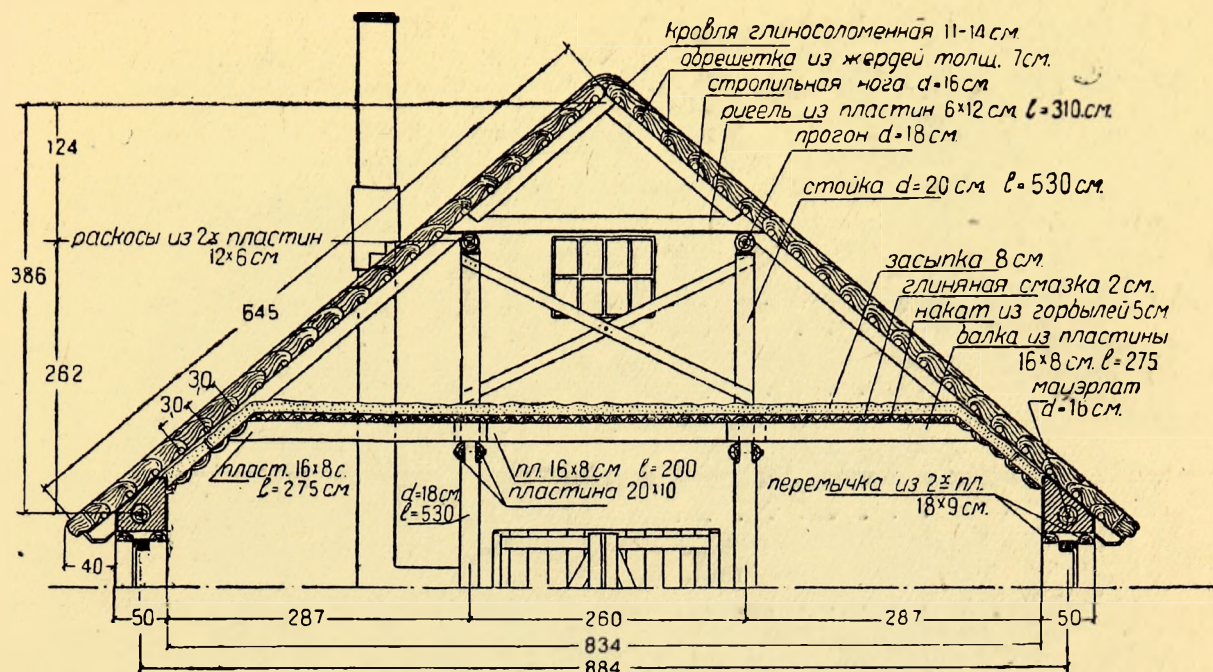 кровля глиносоломенная 11-14 см.
обрешетка из жердей толщ. 7см.
стропильная нога d=16см
ригель из пластин 6×12 см. ℓ=310.см.
прогон d=18 см.
стойка d=20 см ℓ=530 см.
124
раскосы из 2х пластин
12×6 см
386
645
262
30
30
засыпка 8 см.
глиняная смазка 2 см.
накат из горбылей 5см
балка из пластины
16×8 см. ℓ=275
мауэрлат
d=16 см.
пласт. 16×8 с.
ℓ=275 см
пл. 16×8 см ℓ=200
пластина 20×10
d=18см.
ℓ=530
перемычка из 2х пл.
18×9 см.
40
50
287
260
287
50
834
884